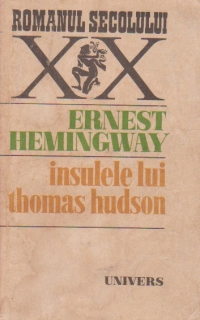 ROMANUL SECOLULUI
XX
ERNEST
HEMINGWAY
insulele lui
thomas hudson
UNIVERS